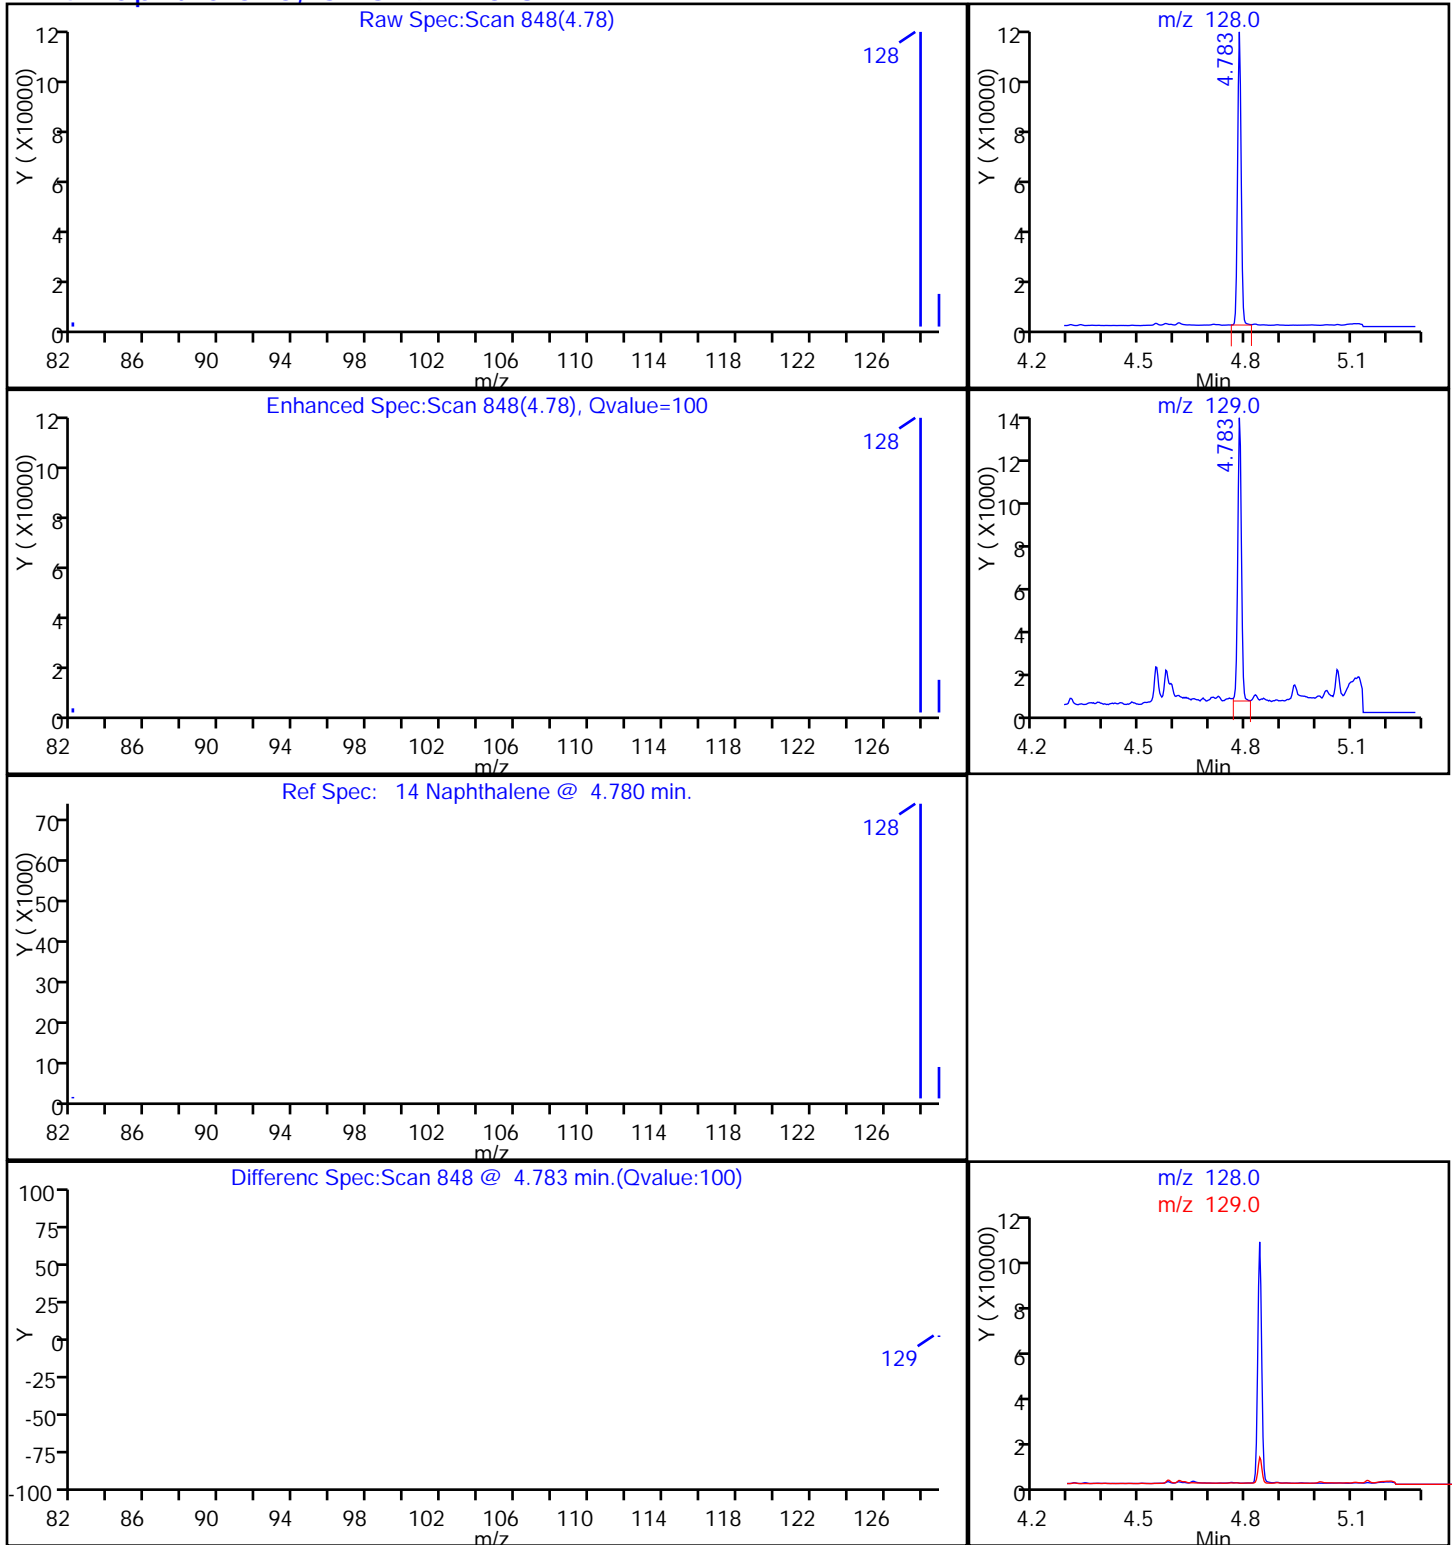 Raw Spec:Scan 848(4.78)
128
Y ( X10000)
12
10
8
6
4
2
0
82 86 90 94 98 102 106 110 114 118 122 126
m/z
m/z 128.0
4.783
Y ( X10000)
12
10
8
6
4
2
0
4.2 4.5 4.8 5.1
Min
Enhanced Spec:Scan 848(4.78), Qvalue=100
128
Y ( X10000)
12
10
8
6
4
2
0
82 86 90 94 98 102 106 110 114 118 122 126
m/z
m/z 129.0
4.783
Y ( X1000)
14
12
10
8
6
4
2
0
4.2 4.5 4.8 5.1
Min
Ref Spec: 14 Naphthalene @ 4.780 min.
128
Y ( X1000)
70
60
50
40
30
20
10
0
82 86 90 94 98 102 106 110 114 118 122 126
m/z
Differenc Spec:Scan 848 @ 4.783 min.(Qvalue:100)
129
Y
100
75
50
25
0
-25
-50
-75
-100
82 86 90 94 98 102 106 110 114 118 122 126
m/z
m/z 128.0
m/z 129.0
Y ( X10000)
12
10
8
6
4
2
0
4.2 4.5 4.8 5.1
Min